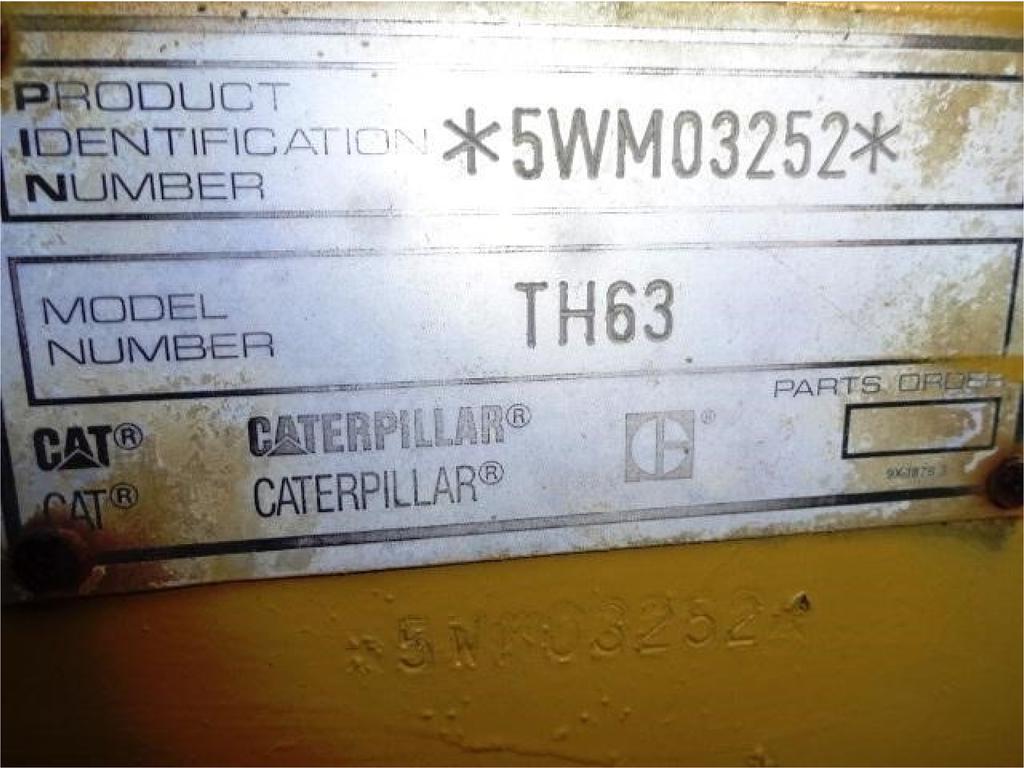 PRODUCT
IDENTIFICATION
NUMBER
*5WM03252*
MODEL
NUMBER
TH63
PARTS ORDER
CAT® CATERPILLAR® ®
CAT® CATERPILLAR®
*5WM03252*